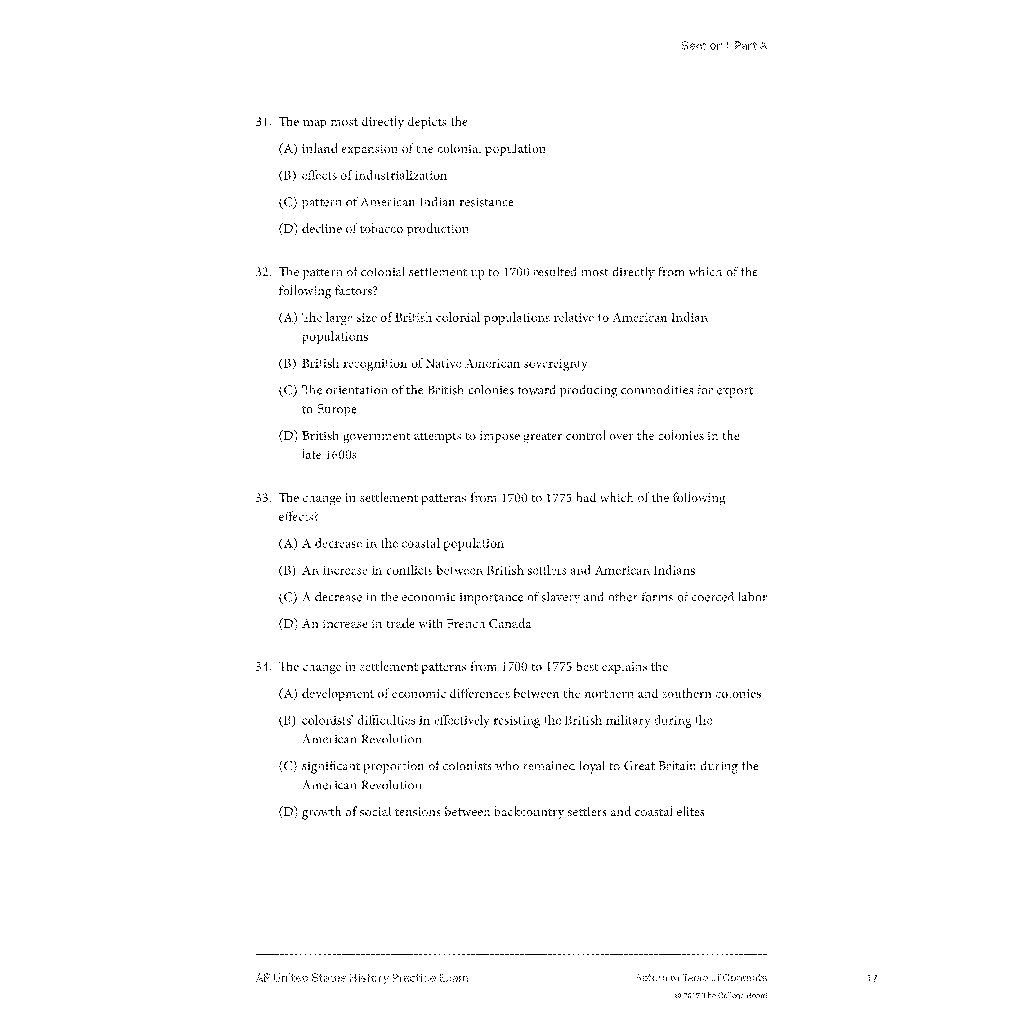 Section I Part A
31. The map most directly depicts the
(A) inland expansion of the colonial population
(B) effects of industrialization
(C) pattern of American Indian resistance
(D) decline of tobacco production
32. The pattern of colonial settlement up to 1700 resulted most directly from which of the
following factors?
(A) The large size of British colonial populations relative to American Indian
populations
(B) British recognition of Native American sovereignty
(C) The orientation of the British colonies toward producing commodities for export
to Europe
(D) British government attempts to impose greater control over the colonies in the
late 1600s
33. The change in settlement patterns from 1700 to 1775 had which of the following
effects?
(A) A decrease in the coastal population
(B) An increase in conflicts between British settlers and American Indians
(C) A decrease in the economic importance of slavery and other forms of coerced labor
(D) An increase in trade with French Canada
34. The change in settlement patterns from 1700 to 1775 best explains the
(A) development of economic differences between the northern and southern colonies
(B) colonists' difficulties in effectively resisting the British military during the
American Revolution
(C) significant proportion of colonists who remained loyal to Great Britain during the
American Revolution
(D) growth of social tensions between backcountry settlers and coastal elites
AP United States History Practice Exam
Return to Table of Contents
© 2017 The College Board